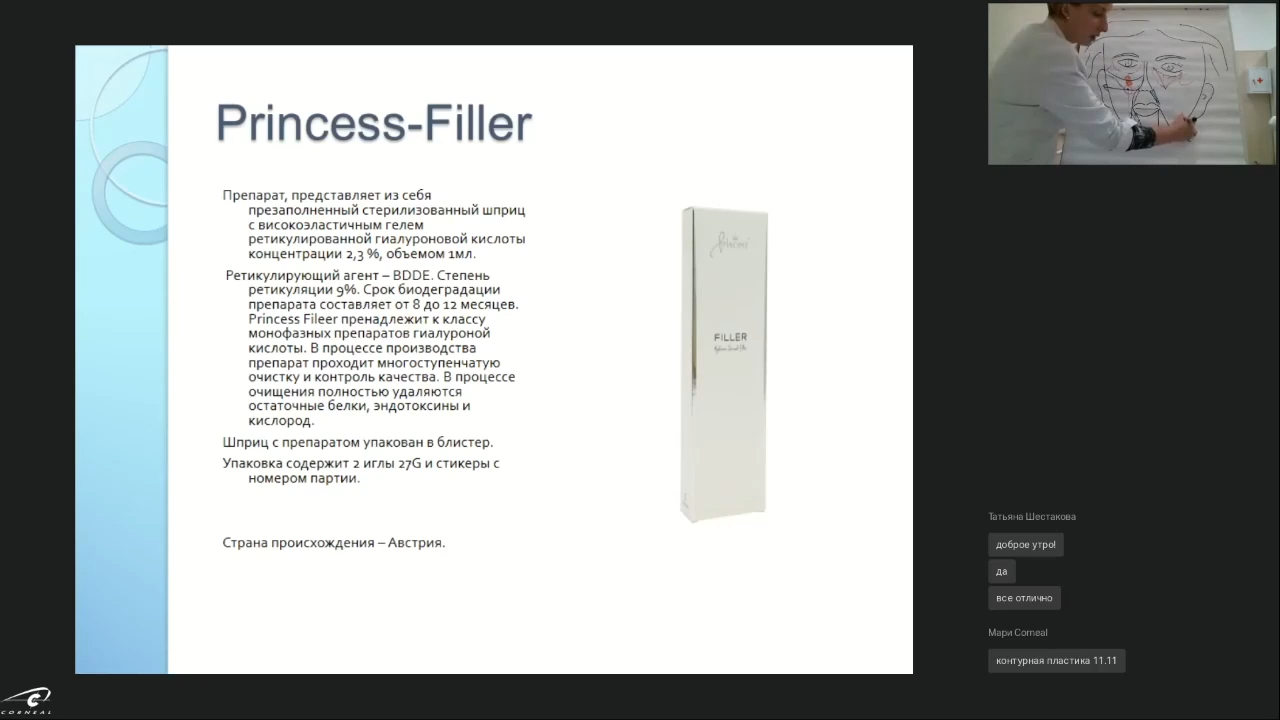 Princess-Filler
Препарат, представляет из себя
презаполненный стерилизованный шприц
с високоэластичным гелем
ретикулированной гиалуроновой кислоты
концентрации 2,3 %, объемом 1мл.
Ретикулирующий агент – BDDE. Степень
ретикуляции 9%. Срок биодеградации
препарата составляет от 8 до 12 месяцев.
Princess Fileer пренадлежит к классу
монофазных препаратов гиалуроной
кислоты. В процессе производства
препарат проходит многоступенчатую
очистку и контроль качества. В процессе
очищения полностью удаляются
остаточные белки, эндотоксины и
кислород.
Шприц с препаратом упакован в блистер.
Упаковка содержит 2 иглы 27G и стикеры с
номером партии.
Страна происхождения – Австрия.
Princess
FILLER
Татьяна Шестакова
доброе утро!
да
все отлично
Мари Corneal
контурная пластика 11.11
CORNEAL